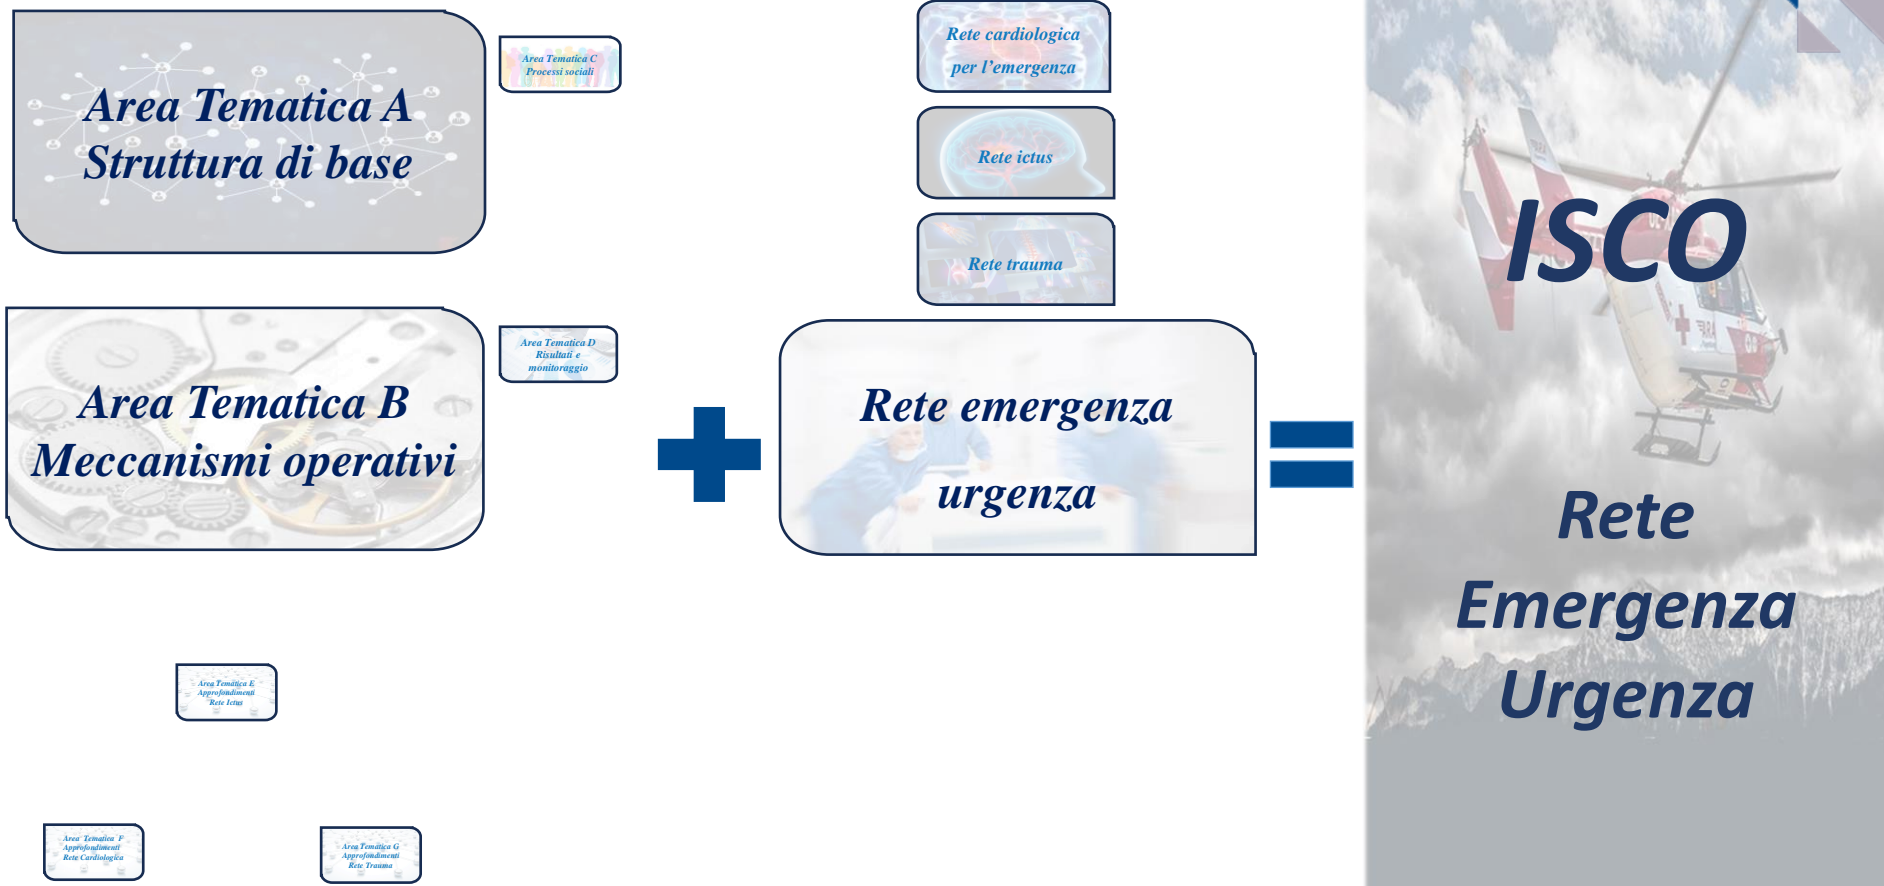 Area Tematica A
Struttura di base
Area Tematica C
Processi sociali
Area Tematica B
Meccanismi operativi
Area Tematica D
Risultati e
monitoraggio
Area Tematica E
Approfondimenti
Rete Ictus
Area Tematica F
Approfondimenti
Rete Cardiologica
Area Tematica G
Approfondimenti
Rete Trauma
Rete cardiologica
per l’emergenza
Rete ictus
Rete trauma
Rete emergenza
urgenza
ISCO
Rete
Emergenza
Urgenza